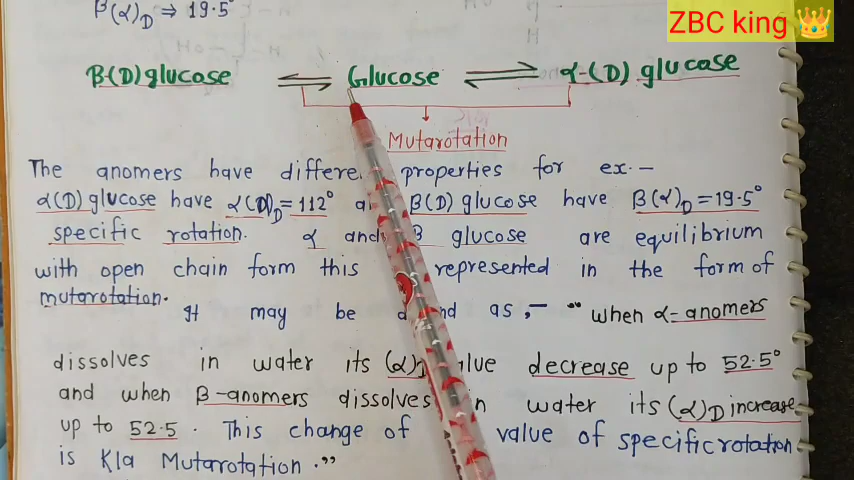 β(α)D ⇒ 19.5°
ZBC king 👑
β-(D) glucose ⇌ Glucose ⇌ α-(D) glucose
Mutarotation
The anomers have differe properties for ex.-
α(D) glucose have α(D)D = 112° a β(D) glucose have β(α)D = 19.5°
specific rotation. α and β glucose are equilibrium
with open chain form this represented in the form of
mutarotation.
It may be as,- "when α-anomers
dissolves in water its (α)D decrease up to 52.5°
and when β-anomers dissolves in water its (α)D increase
up to 52.5. This change of value of specific rotation
is Kla Mutarotation."